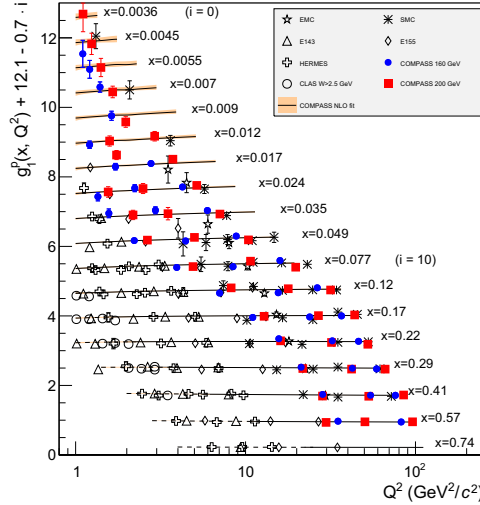 g₁ᵖ(x, Q²) + 12.1 - 0.7 · i
x=0.0036 (i = 0)
x=0.0045
x=0.0055
x=0.007
x=0.009
x=0.012
x=0.017
x=0.024
x=0.035
x=0.049
x=0.077 (i = 10)
x=0.12
x=0.17
x=0.22
x=0.29
x=0.41
x=0.57
x=0.74
EMC SMC
E143 E155
HERMES COMPASS 160 GeV
CLAS W>2.5 GeV COMPASS 200 GeV
COMPASS NLO fit
12
10
8
6
4
2
0
1 10 10²
Q² (GeV²/c²)